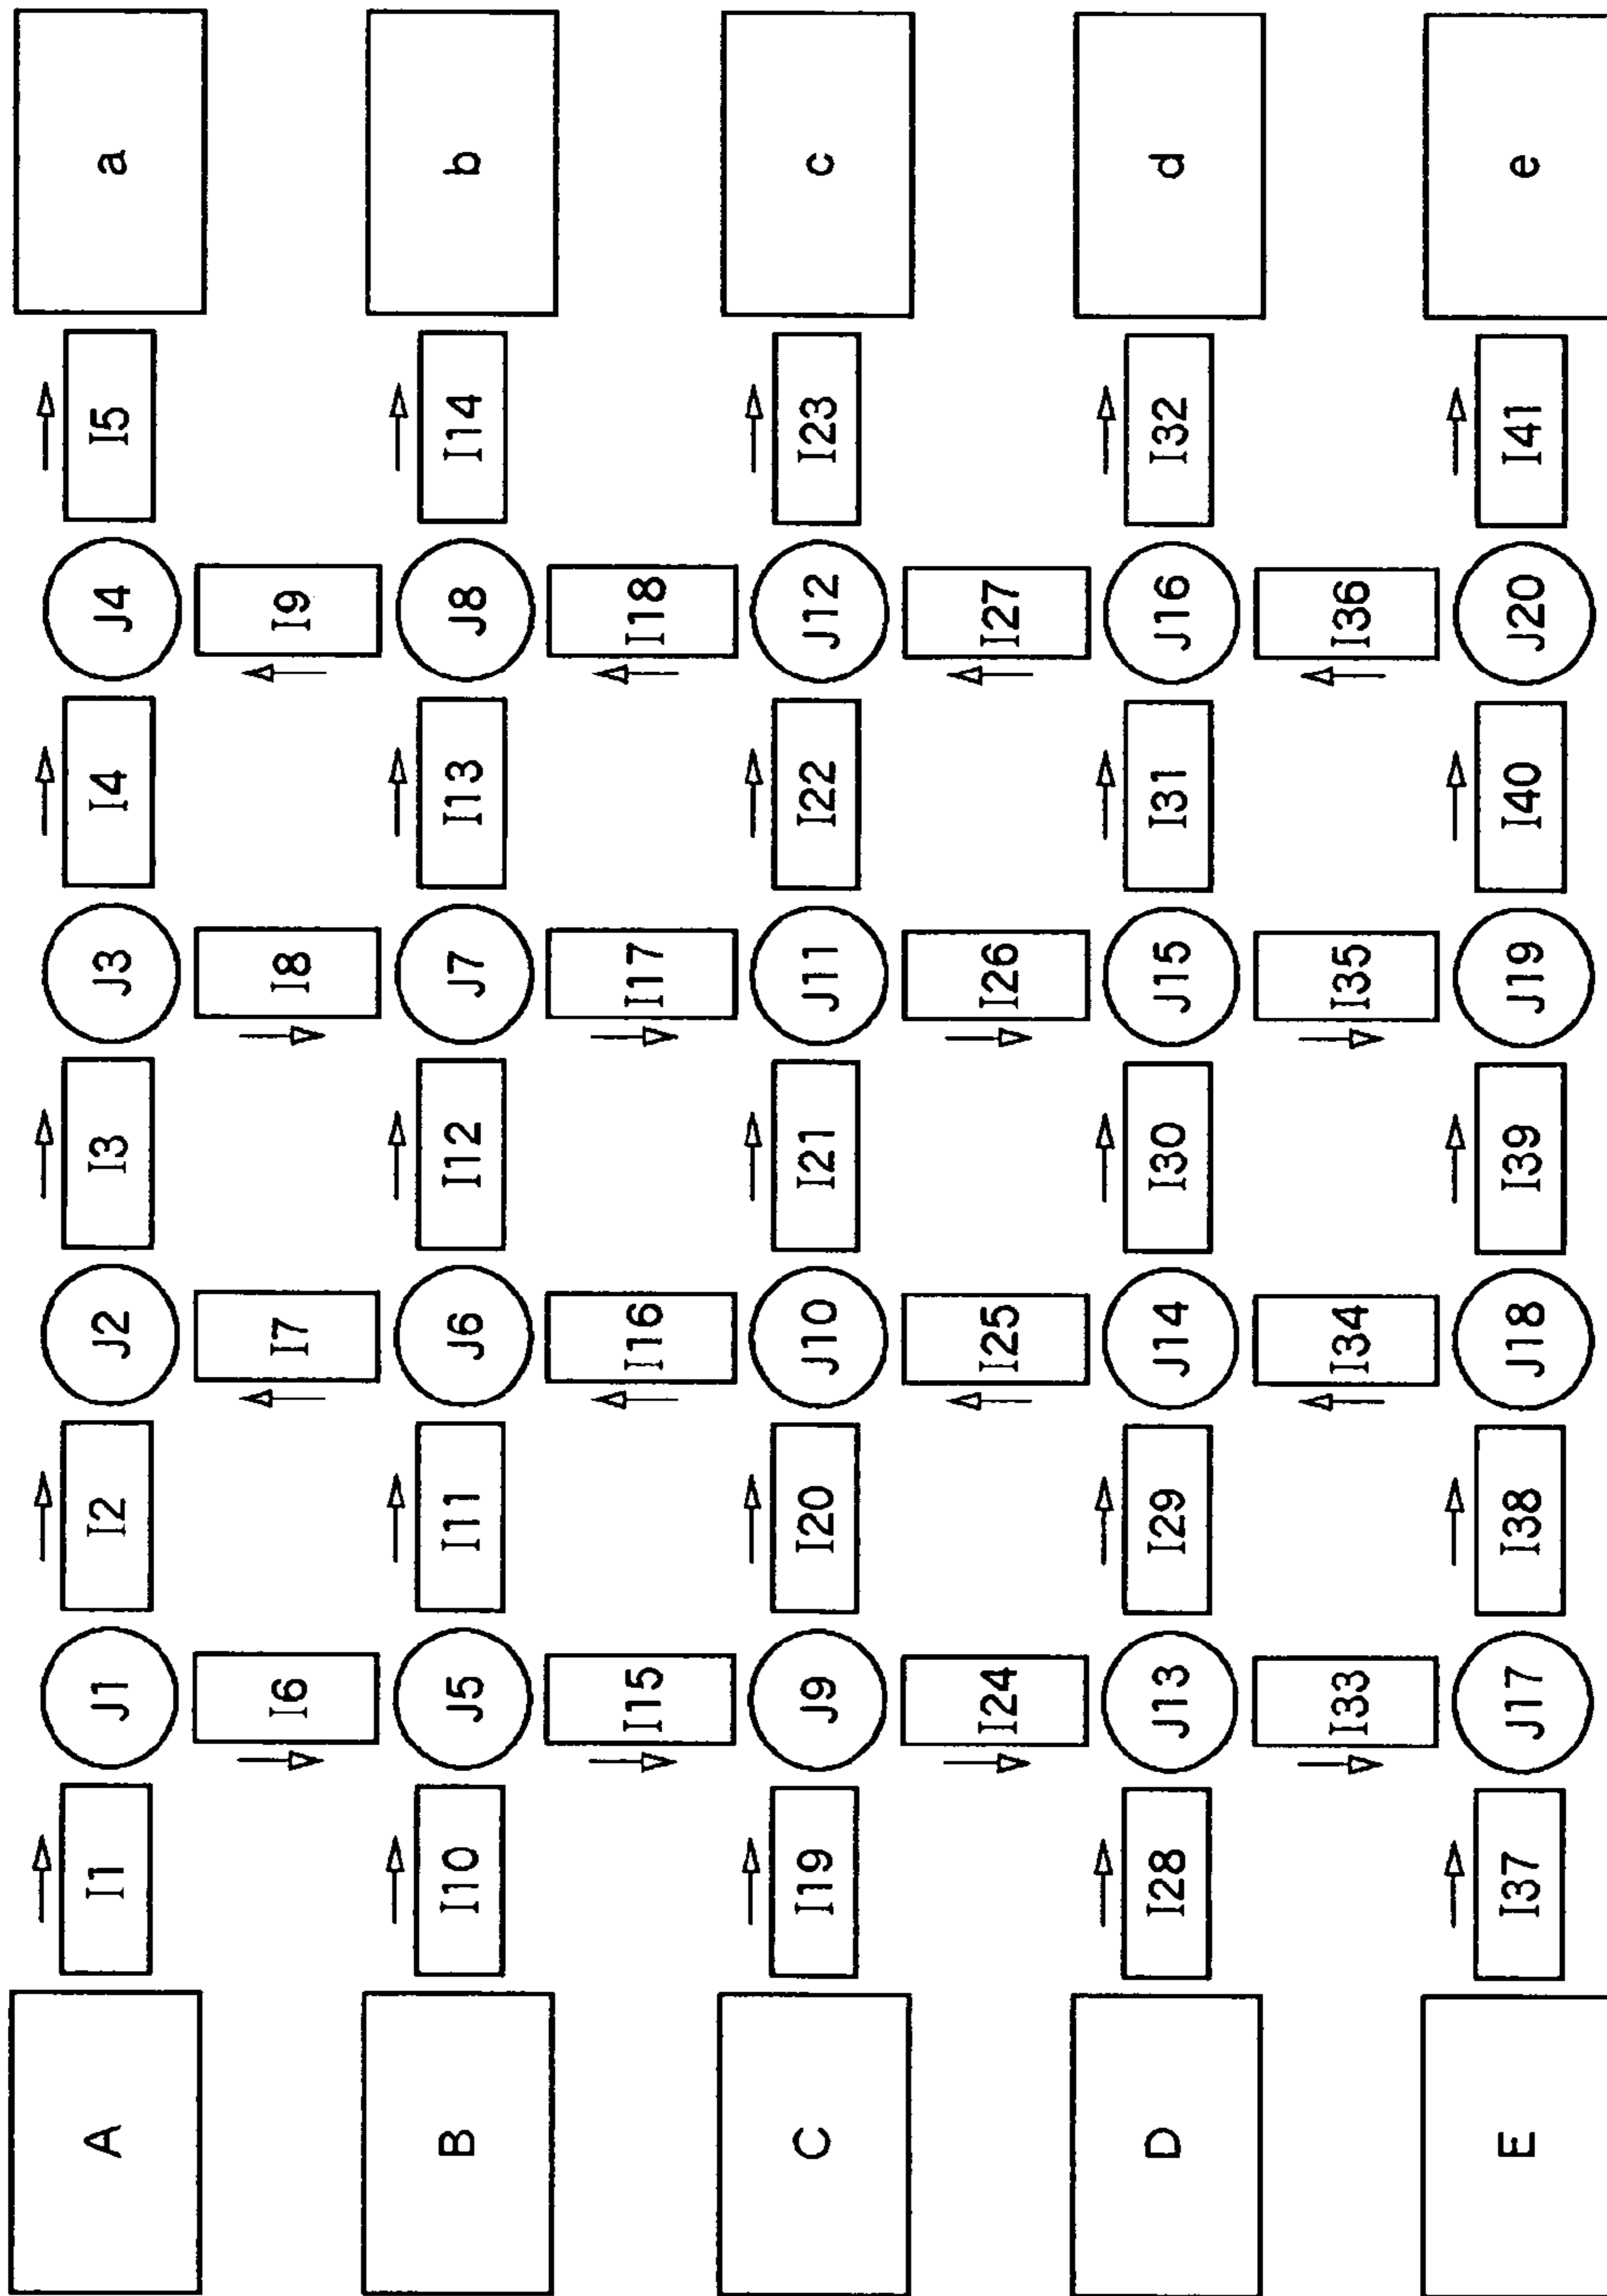 A I1 J1 I2 J2 I3 J3 I4 J4 I5 a
I6 I7 I8 I9
B I10 J5 I11 J6 I12 J7 I13 J8 I14 b
I15 I16 I17 I18
C I19 J9 I20 J10 I21 J11 I22 J12 I23 c
I24 I25 I26 I27
D I28 J13 I29 J14 I30 J15 I31 J16 I32 d
I33 I34 I35 I36
E I37 J17 I38 J18 I39 J19 I40 J20 I41 e